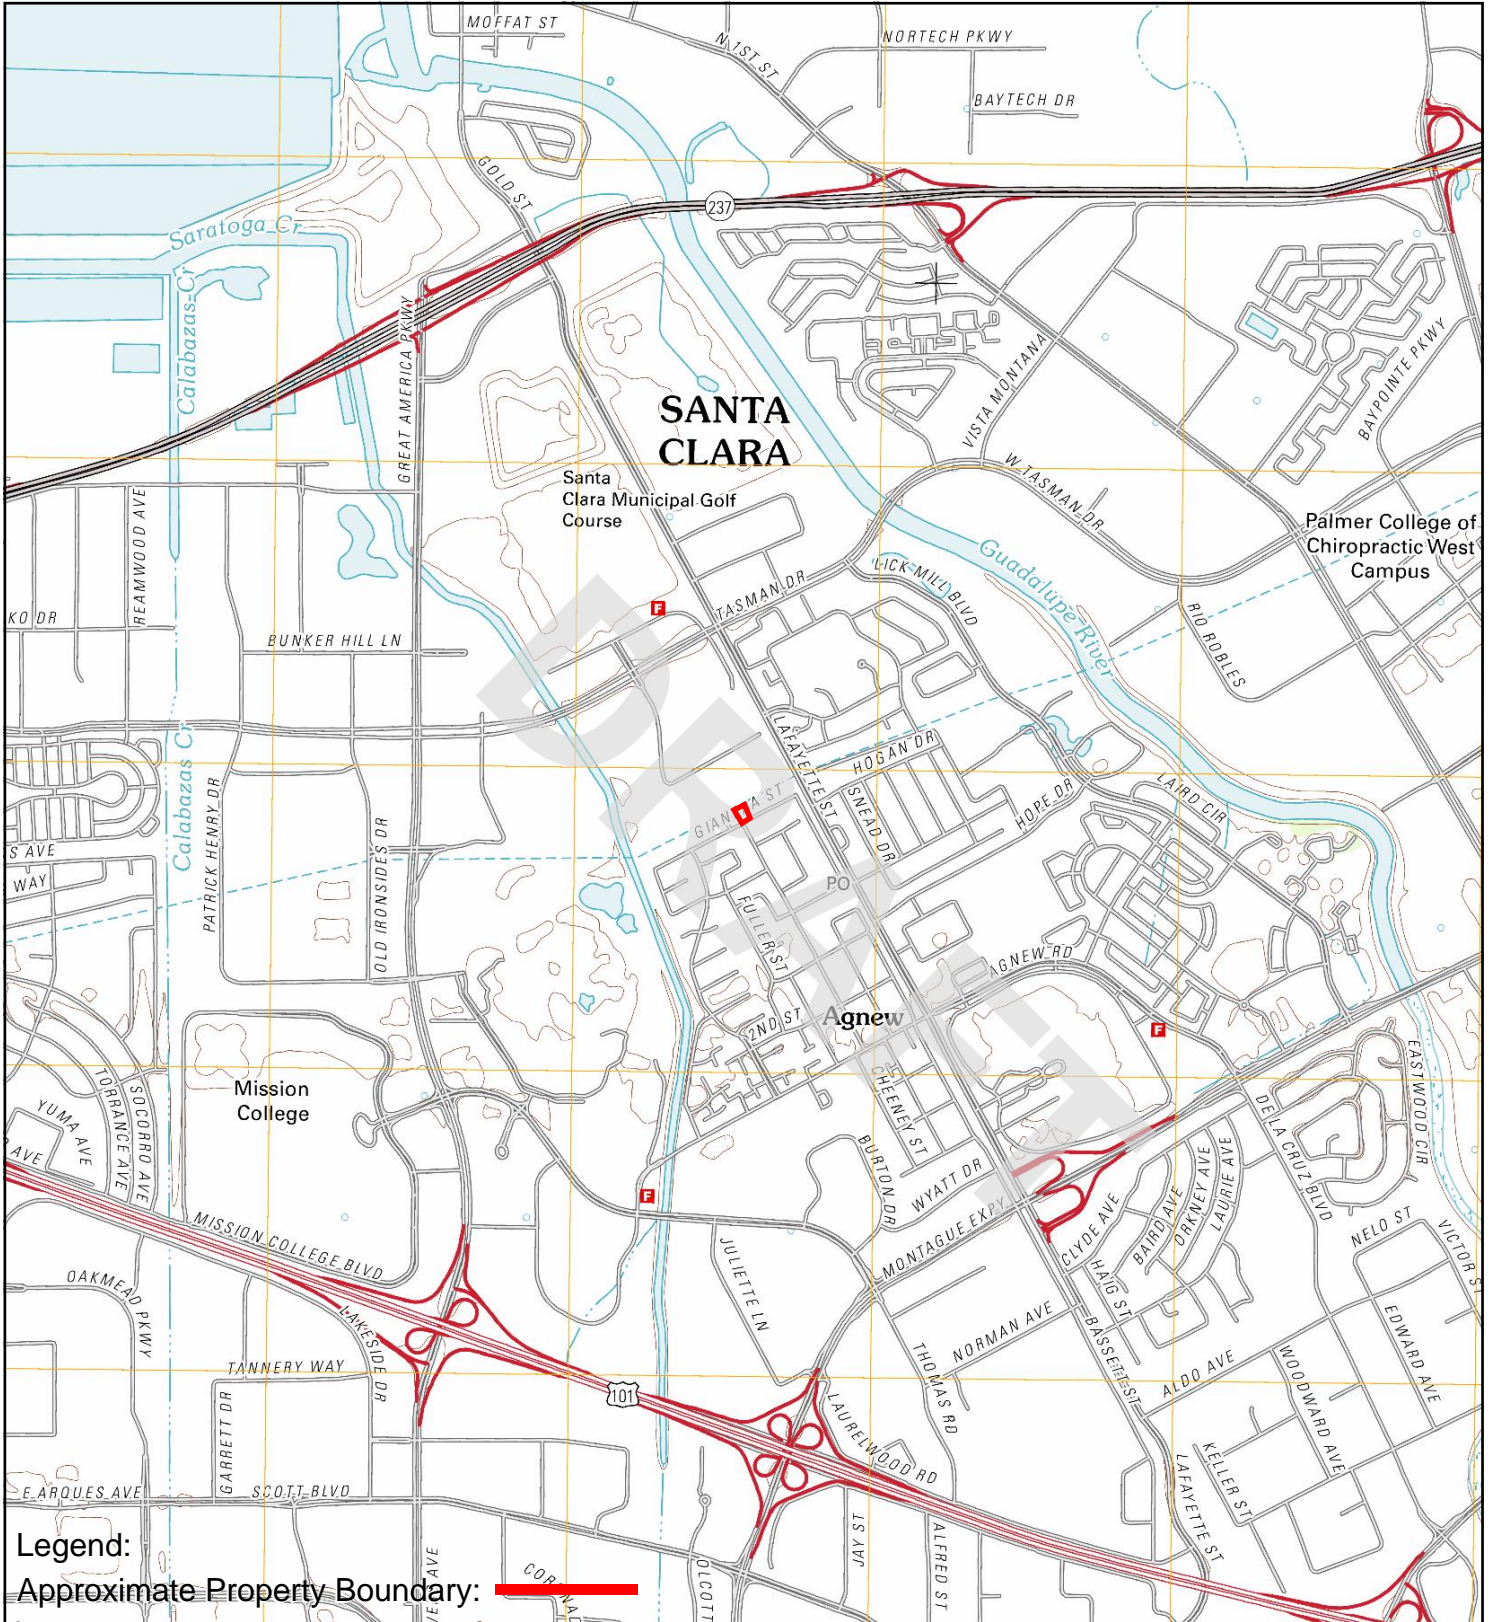 MOFFAT ST
N 1ST ST
NORTECH PKWY
BAYTECH DR
GOLD ST
237
Saratoga Cr
Calabazas Cr
GREAT AMERICA PKWY
SANTA
CLARA
VISTA MONTANA
BAYPOINTE PKWY
Santa
Clara Municipal Golf
Course
W TASMAN DR
Palmer College of
Chiropractic West
Campus
REAMWOOD AVE
Guadalupe River
LICK MILL BLVD
TASMAN DR
F
KO DR
BUNKER HILL LN
RIO ROBLES
LAFAYETTE ST
HOGAN DR
Calabazas Cr
PATRICK HENRY DR
SNEAD DR
HOPE DR
LAIRD CIR
OLD IRONSIDES DR
S AVE
WAY
PO
FULLER ST
AGNEW RD
2ND ST
Agnew
F
Mission
College
CHEENEY ST
EASTWOOD CIR
YUMA AVE
TORRANCE AVE
SOCORRO AVE
AVE
DE LA CRUZ BLVD
BURTON DR
WYATT DR
F
MONTAGUE EXPY
CLYDE AVE
BAIRD AVE
ORKNEY AVE
LAURIE AVE
NELO ST
MISSION COLLEGE BLVD
JULIETTE LN
HAIG ST
OAKMEAD PKWY
LAKESIDE DR
NORMAN AVE
BASSETT ST
EDWARD AVE
TANNERY WAY
THOMAS RD
ALDO AVE
WOODWARD AVE
GARRETT DR
101
LAURELWOOD RD
KELLER ST
LAFAYETTE ST
E ARQUES AVE
SCOTT BLVD
JAY ST
ALFRED ST
OLCOTT
DRAFT
Legend:
Approximate Property Boundary: